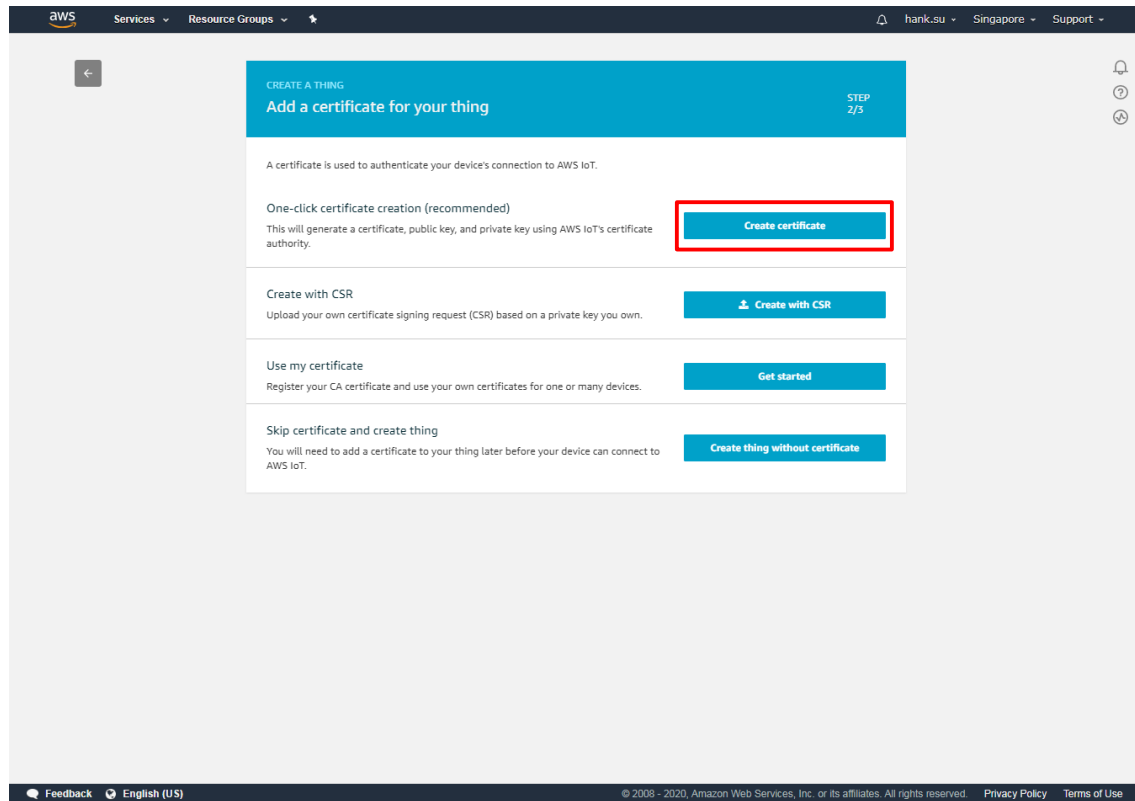 aws Services Resource Groups hank.su Singapore Support
CREATE A THING
Add a certificate for your thing
STEP
2/3
A certificate is used to authenticate your device's connection to AWS IoT.
One-click certificate creation (recommended)
This will generate a certificate, public key, and private key using AWS IoT's certificate
authority.
Create certificate
Create with CSR
Upload your own certificate signing request (CSR) based on a private key you own.
Create with CSR
Use my certificate
Register your CA certificate and use your own certificates for one or many devices.
Get started
Skip certificate and create thing
You will need to add a certificate to your thing later before your device can connect to
AWS IoT.
Create thing without certificate
Feedback English (US) © 2008 - 2020, Amazon Web Services, Inc. or its affiliates. All rights reserved. Privacy Policy Terms of Use